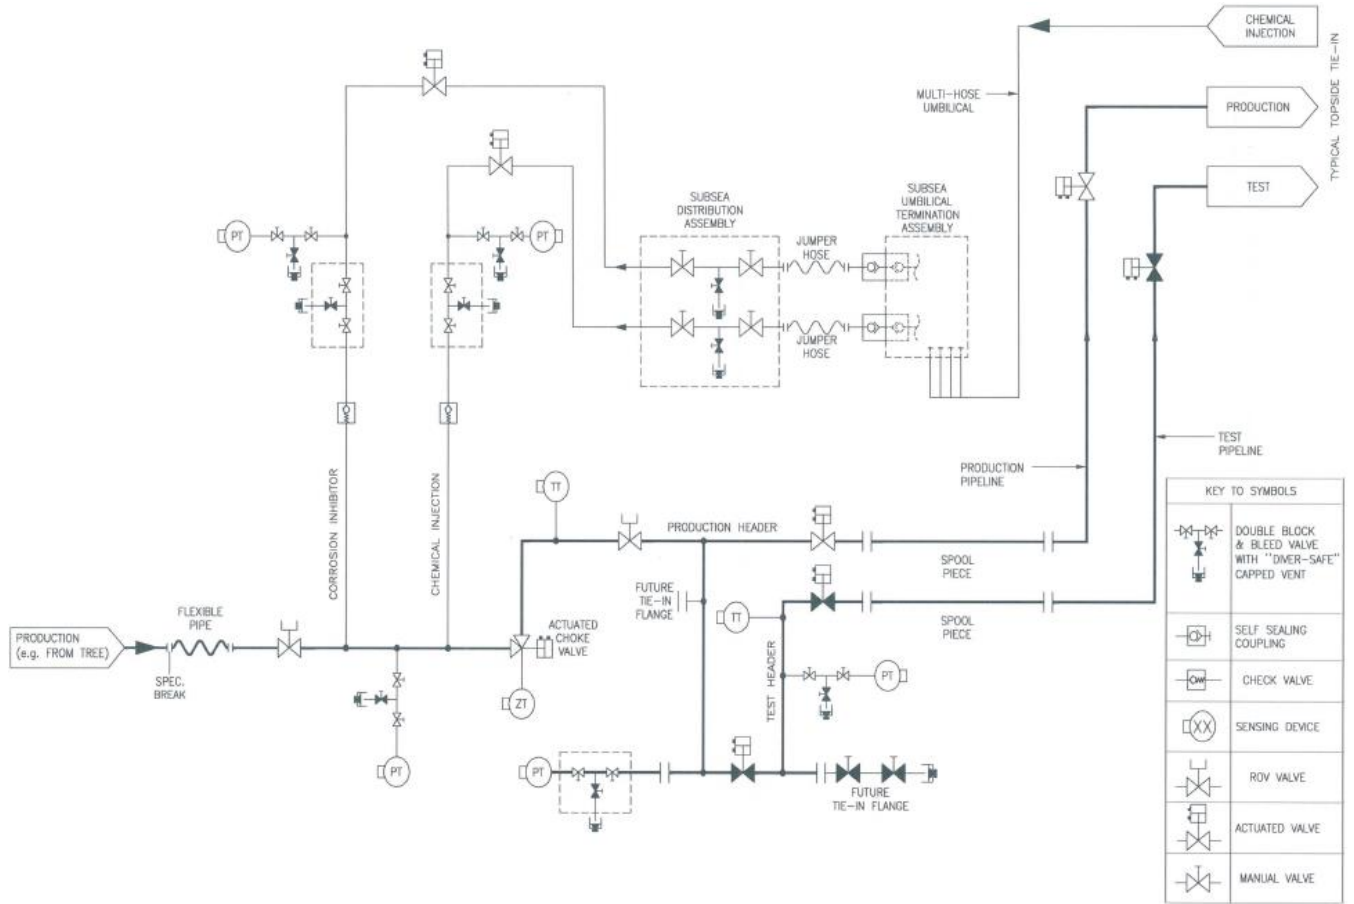 CHEMICAL
INJECTION
TYPICAL TOPSIDE TIE-IN
MULTI-HOSE
UMBILICAL
PRODUCTION
TEST
SUBSEA
DISTRIBUTION
ASSEMBLY
SUBSEA
UMBILICAL
TERMINATION
ASSEMBLY
PT
PT
JUMPER
HOSE
JUMPER
HOSE
CORROSION INHIBITOR
CHEMICAL INJECTION
TEST
PIPELINE
PRODUCTION
PIPELINE
TT
PRODUCTION HEADER
SPOOL
PIECE
FUTURE
TIE-IN
FLANGE
TT
SPOOL
PIECE
FLEXIBLE
PIPE
PRODUCTION
(e.g. FROM TREE)
SPEC.
BREAK
ACTUATED
CHOKE
VALVE
ZT
TEST HEADER
PT
PT
PT
FUTURE
TIE-IN FLANGE
KEY TO SYMBOLS
DOUBLE BLOCK
& BLEED VALVE
WITH "DIVER-SAFE"
CAPPED VENT
SELF SEALING
COUPLING
CHECK VALVE
XX
SENSING DEVICE
ROV VALVE
ACTUATED VALVE
MANUAL VALVE